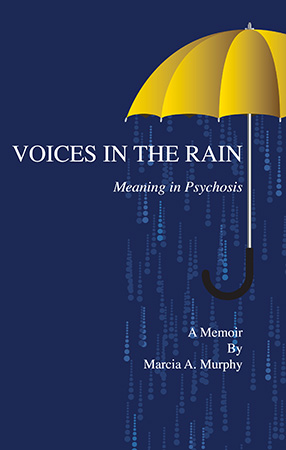 VOICES IN THE RAIN
Meaning in Psychosis
A Memoir
By
Marcia A. Murphy